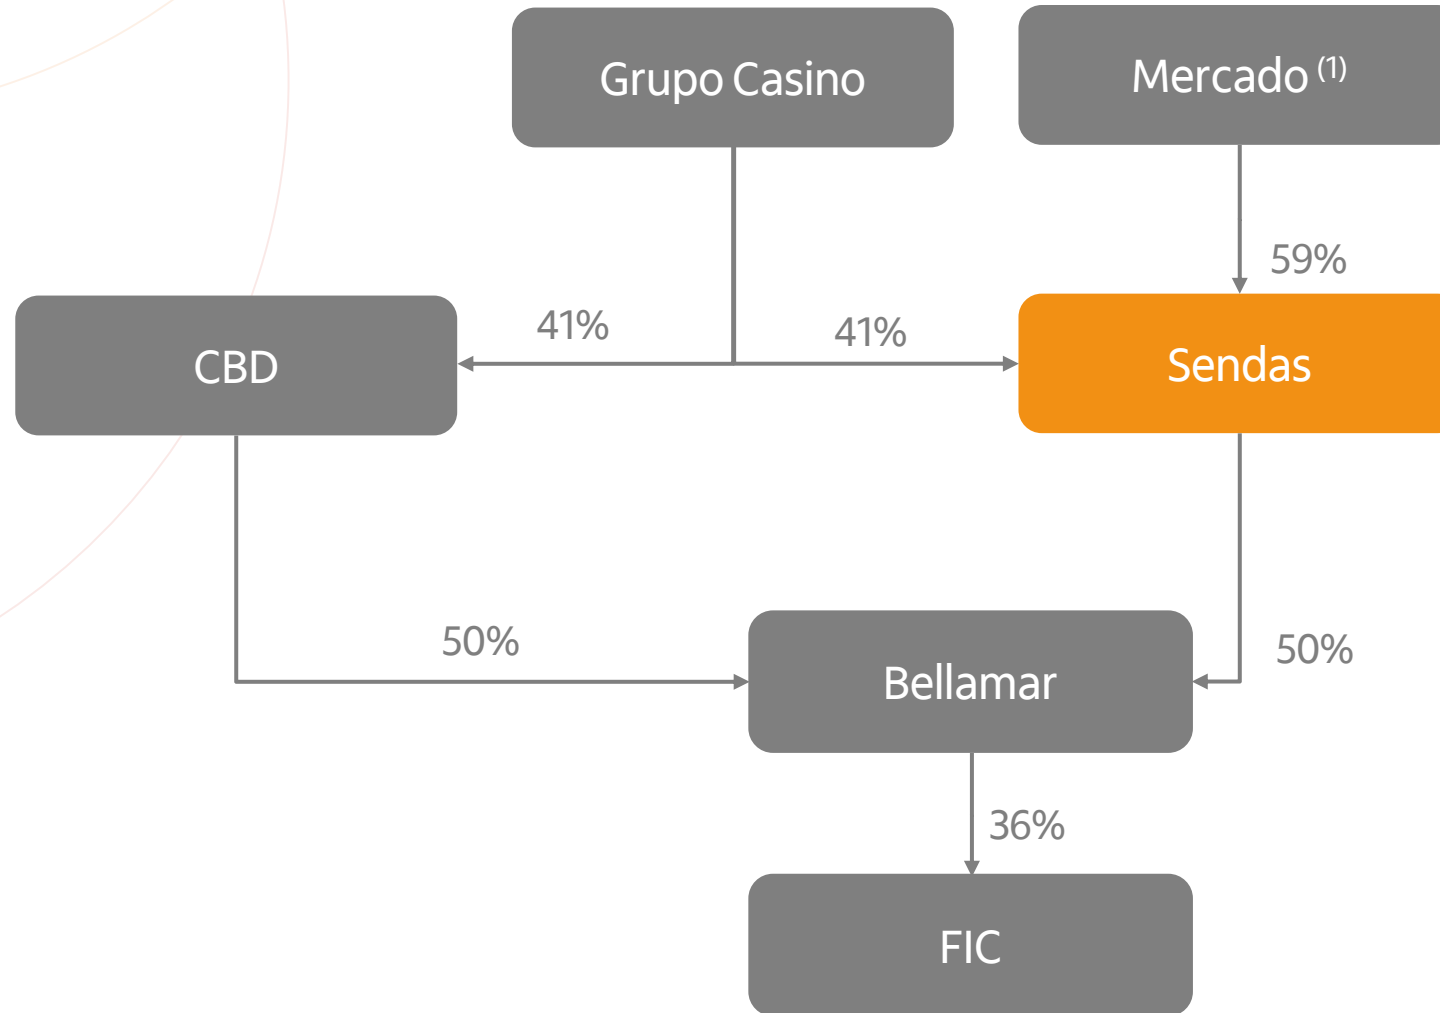 Grupo Casino
Mercado (1)
59%
41%
41%
CBD
Sendas
50%
50%
Bellamar
36%
FIC